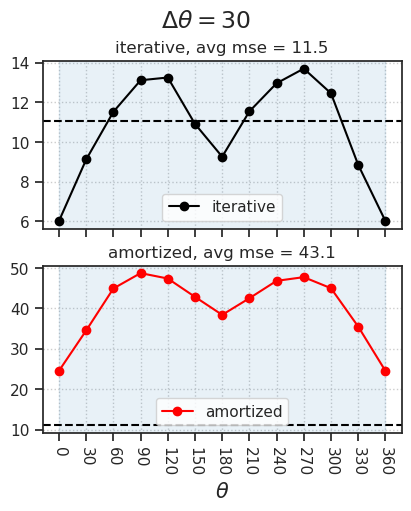 Δθ = 30
iterative, avg mse = 11.5
14
12
10
8
6
iterative
amortized, avg mse = 43.1
50
40
30
20
10
amortized
0 30 60 90 120 150 180 210 240 270 300 330 360
θ